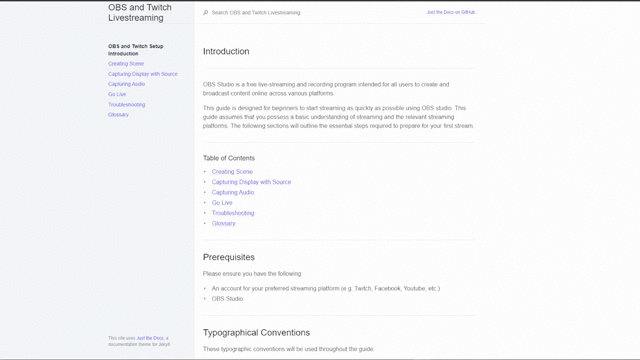 OBS and Twitch
Livestreaming
Search OBS and Twitch Livestreaming
Just the Docs on GitHub
OBS and Twitch Setup
Introduction
Creating Scene
Capturing Display with Source
Capturing Audio
Go Live
Troubleshooting
Glossary
Introduction
OBS Studio is a free live-streaming and recording program intended for all users to create and
broadcast content online across various platforms.
This guide is designed for beginners to start streaming as quickly as possible using OBS studio. This
guide assumes that you possess a basic understanding of streaming and the relevant streaming
platforms. The following sections will outline the essential steps required to prepare for your first stream.
Table of Contents
• Creating Scene
• Capturing Display with Source
• Capturing Audio
• Go Live
• Troubleshooting
• Glossary
Prerequisites
Please ensure you have the following:
• An account for your preferred streaming platform (e.g. Twitch, Facebook, Youtube, etc.)
• OBS Studio
Typographical Conventions
These typographic conventions will be used throughout the guide:
This site uses Just the Docs, a
documentation theme for Jekyll.